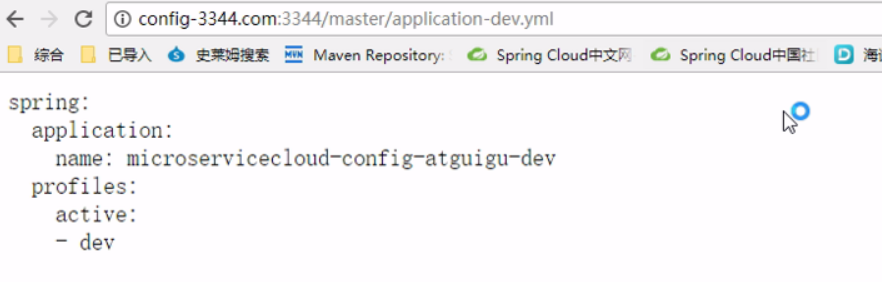 config-3344.com:3344/master/application-dev.yml
综合 已导入 史莱姆搜索 MVN Maven Repository: Spring Cloud中文网 Spring Cloud中国社 D 海
spring:
  application:
    name: microservicecloud-config-atguigu-dev
  profiles:
    active:
    - dev